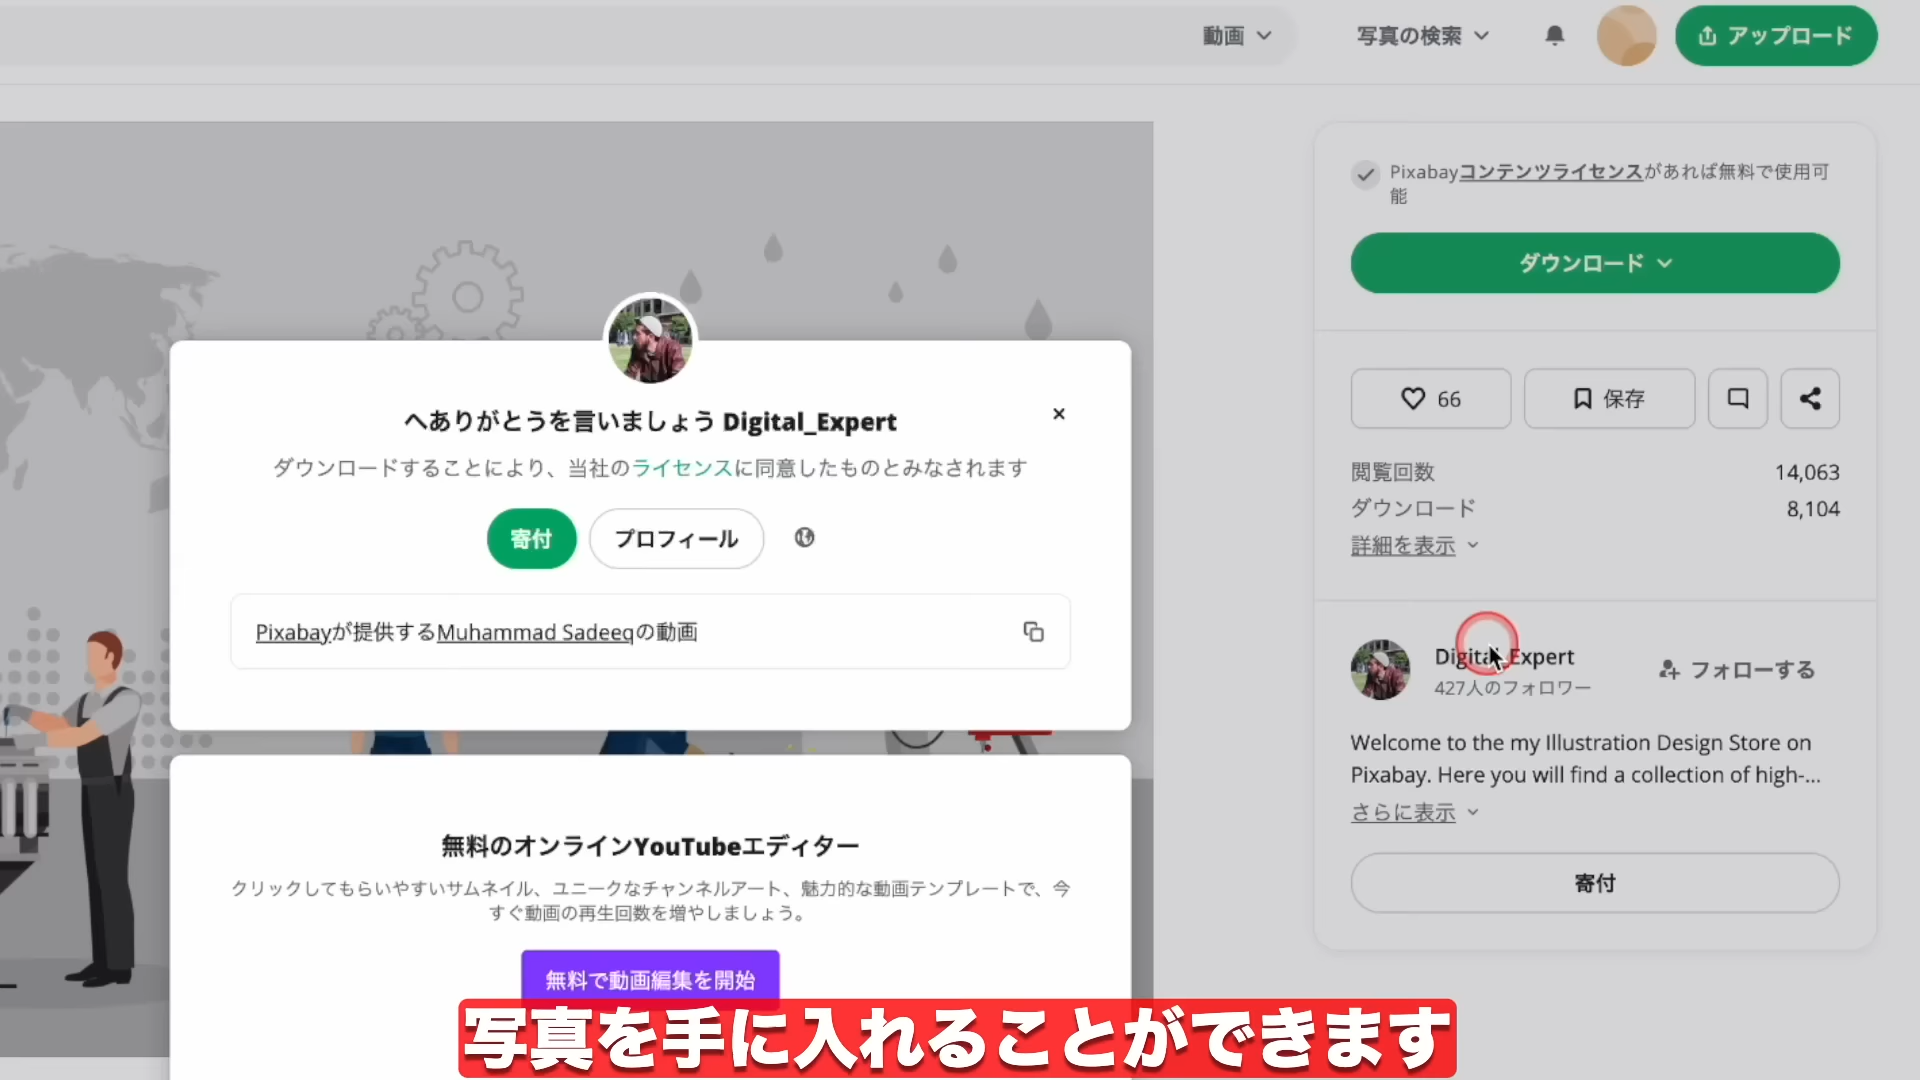 動画
写真の検索
アップロード
Pixabayコンテンツライセンスがあれば無料で使用可
能
ダウンロード
66
保存
閲覧回数 14,063
ダウンロード 8,104
詳細を表示
Digital_Expert
427人のフォロワー
フォローする
Welcome to the my Illustration Design Store on
Pixabay. Here you will find a collection of high-...
さらに表示
寄付
へありがとうを言いましょう Digital_Expert
ダウンロードすることにより、当社のライセンスに同意したものとみなされます
寄付
プロフィール
Pixabayが提供するMuhammad Sadeeqの動画
無料のオンラインYouTubeエディター
クリックしてもらいやすいサムネイル、ユニークなチャンネルアート、魅力的な動画テンプレートで、今
すぐ動画の再生回数を増やしましょう。
無料で動画編集を開始
写真を手に入れることができます